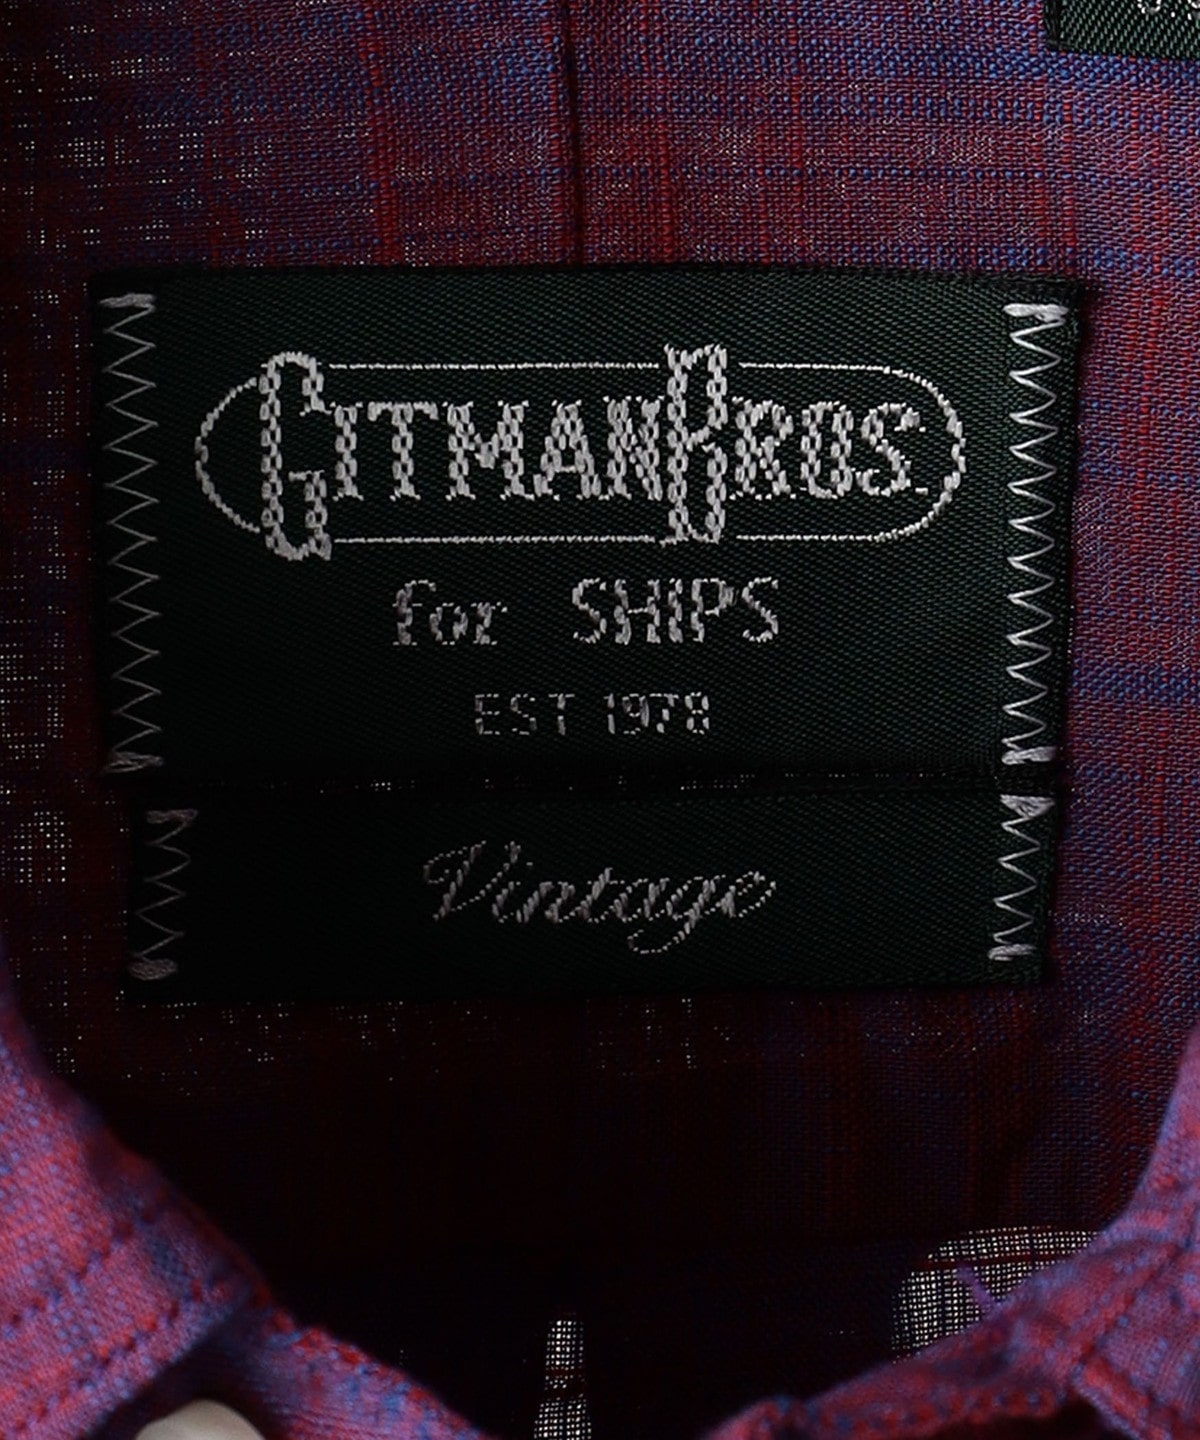 GITMAN BROS.
for SHIPS
EST 1978
Vintage